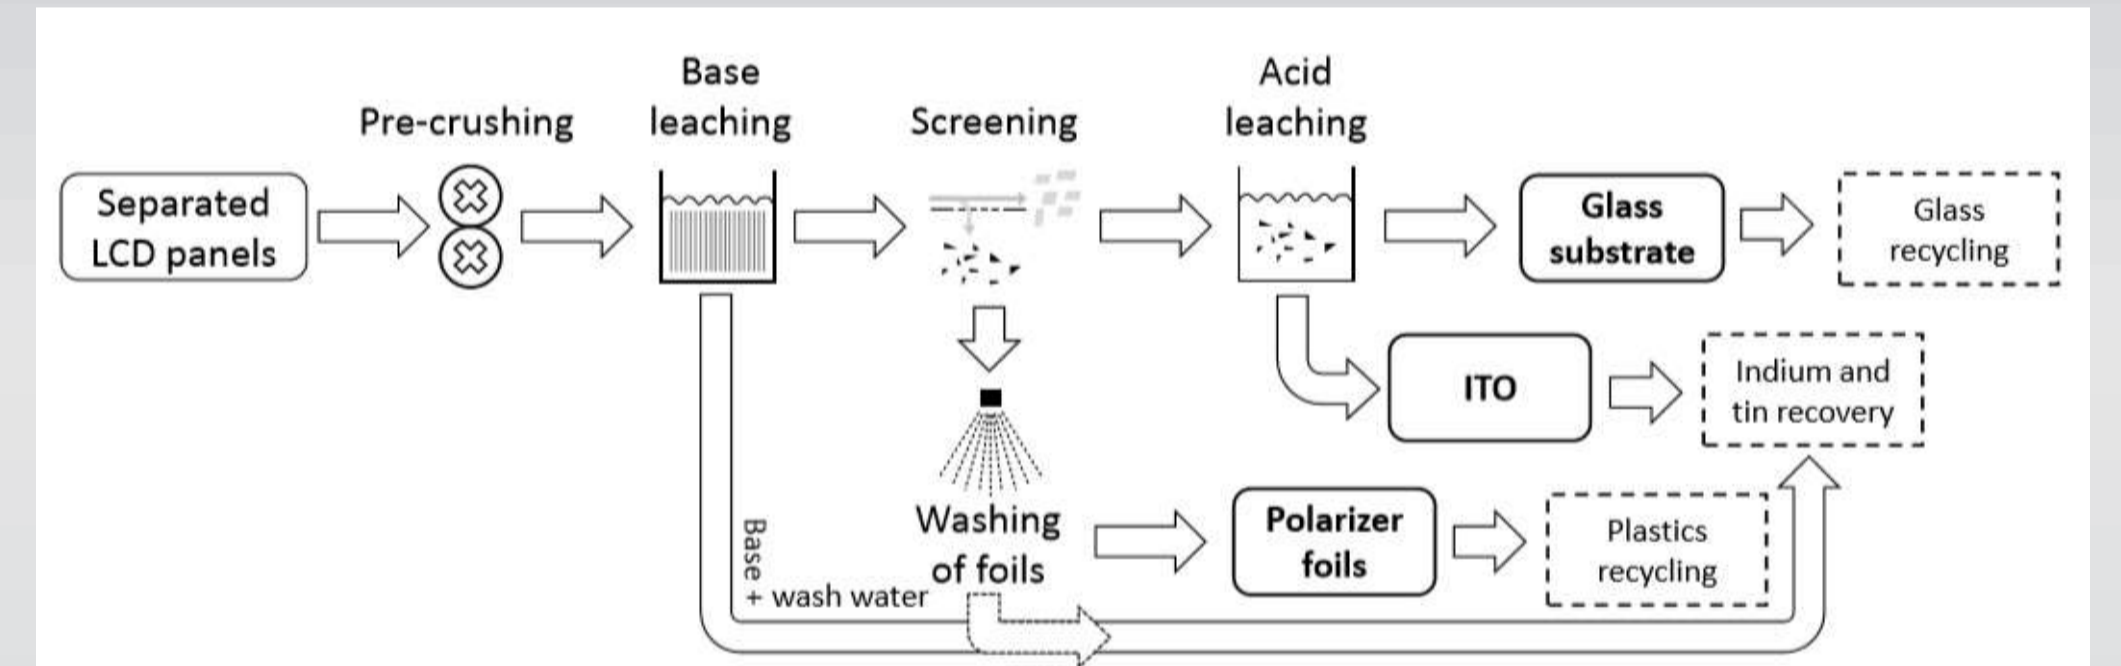 Base
leaching
Acid
leaching
Pre-crushing
Screening
Separated
LCD panels
Glass
substrate
Glass
recycling
ITO
Indium and
tin recovery
Washing
of foils
Polarizer
foils
Plastics
recycling
Base
+ wash water